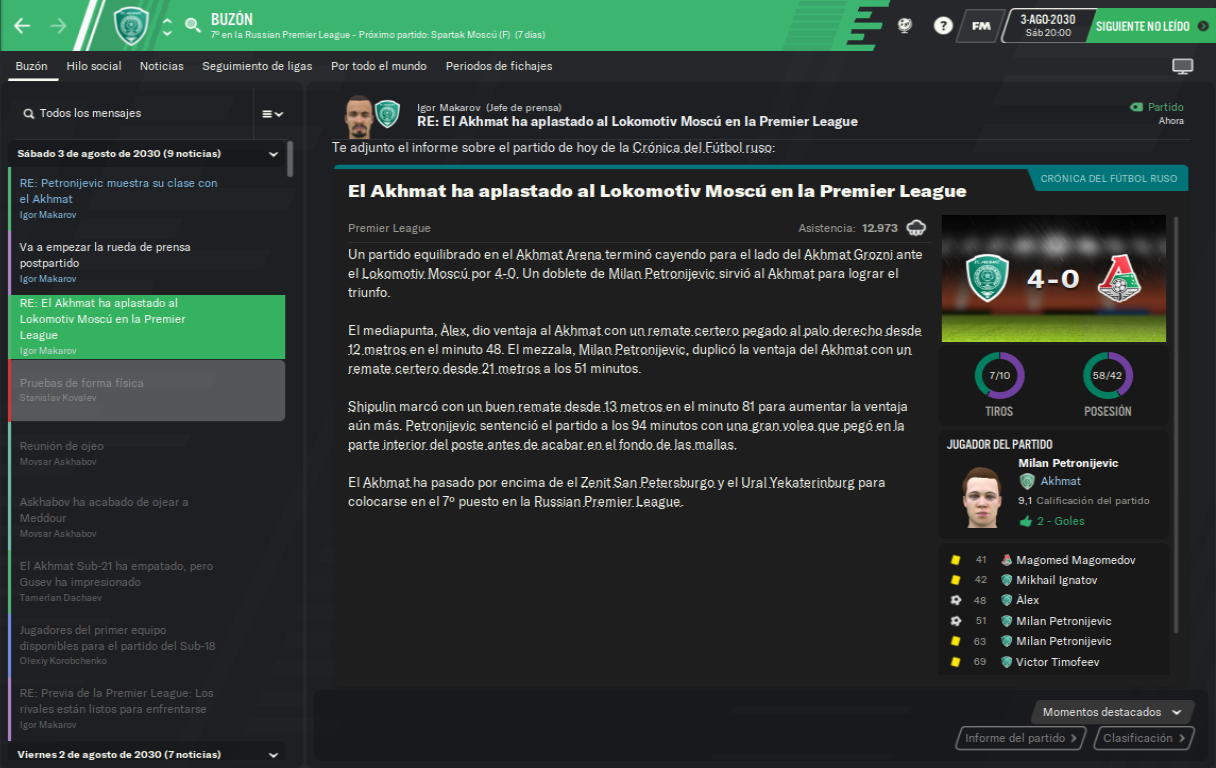 BUZÓN
7º en la Russian Premier League - Próximo partido: Spartak Moscú (F) (7 días)
?
FM
3-AGO-2030
Sáb 20:00
SIGUIENTE NO LEÍDO
Buzón
Hilo social
Noticias
Seguimiento de ligas
Por todo el mundo
Periodos de fichajes
Todos los mensajes
Sábado 3 de agosto de 2030 (9 noticias)
RE: Petronijevic muestra su clase con
el Akhmat
Igor Makarov
Va a empezar la rueda de prensa
postpartido
Igor Makarov
RE: El Akhmat ha aplastado al
Lokomotiv Moscú en la Premier
League
Igor Makarov
Pruebas de forma física
Stanislav Kovalev
Reunión de ojeo
Movsar Askhabov
Askhabov ha acabado de ojear a
Meddour
Movsar Askhabov
El Akhmat Sub-21 ha empatado, pero
Gusev ha impresionado
Tamerlan Dachaev
Jugadores del primer equipo
disponibles para el partido del Sub-18
Olexiy Korobchenko
RE: Previa de la Premier League: Los
rivales están listos para enfrentarse
Igor Makarov
Viernes 2 de agosto de 2030 (7 noticias)
Igor Makarov (Jefe de prensa)
RE: El Akhmat ha aplastado al Lokomotiv Moscú en la Premier League
Partido
Ahora
Te adjunto el informe sobre el partido de hoy de la Crónica del Fútbol ruso:
CRÓNICA DEL FÚTBOL RUSO
El Akhmat ha aplastado al Lokomotiv Moscú en la Premier League
Premier League
Asistencia: 12.973
Un partido equilibrado en el Akhmat Arena terminó cayendo para el lado del Akhmat Grozni ante
el Lokomotiv Moscú por 4-0. Un doblete de Milan Petronijevic sirvió al Akhmat para lograr el
triunfo.
El mediapunta, Àlex, dio ventaja al Akhmat con un remate certero pegado al palo derecho desde
12 metros en el minuto 48. El mezzala, Milan Petronijevic, duplicó la ventaja del Akhmat con un
remate certero desde 21 metros a los 51 minutos.
Shipulin marcó con un buen remate desde 13 metros en el minuto 81 para aumentar la ventaja
aún más. Petronijevic sentenció el partido a los 94 minutos con una gran volea que pegó en la
parte interior del poste antes de acabar en el fondo de las mallas.
El Akhmat ha pasado por encima de el Zenit San Petersburgo y el Ural Yekaterinburg para
colocarse en el 7º puesto en la Russian Premier League.
4-0
7/10
TIROS
58/42
POSESIÓN
JUGADOR DEL PARTIDO
Milan Petronijevic
Akhmat
9,1 Calificación del partido
2 - Goles
41 Magomed Magomedov
42 Mikhail Ignatov
48 Àlex
51 Milan Petronijevic
63 Milan Petronijevic
69 Victor Timofeev
Momentos destacados
Informe del partido
Clasificación